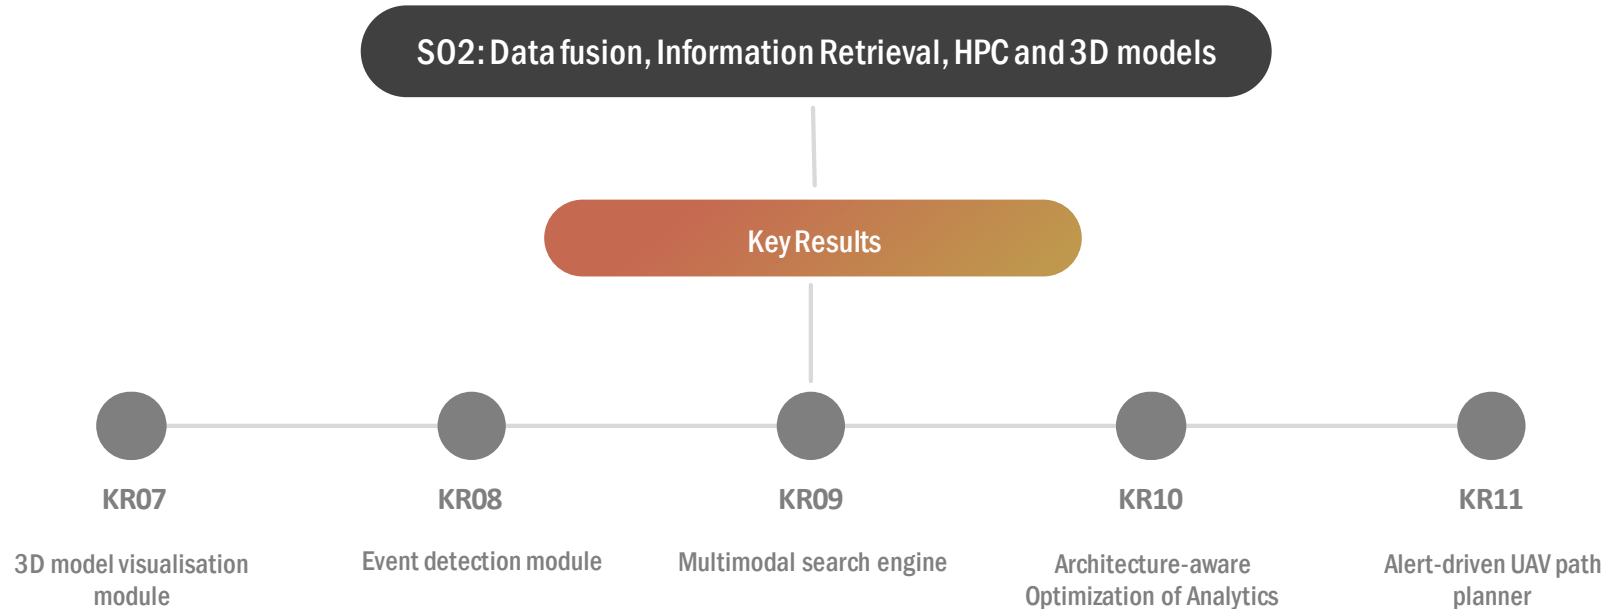 SO2: Data fusion, Information Retrieval, HPC and 3D models
Key Results
KR07
KR08
KR09
KR10
KR11
3D model visualisation
module
Event detection module
Multimodal search engine
Architecture-aware
Optimization of Analytics
Alert-driven UAV path
planner